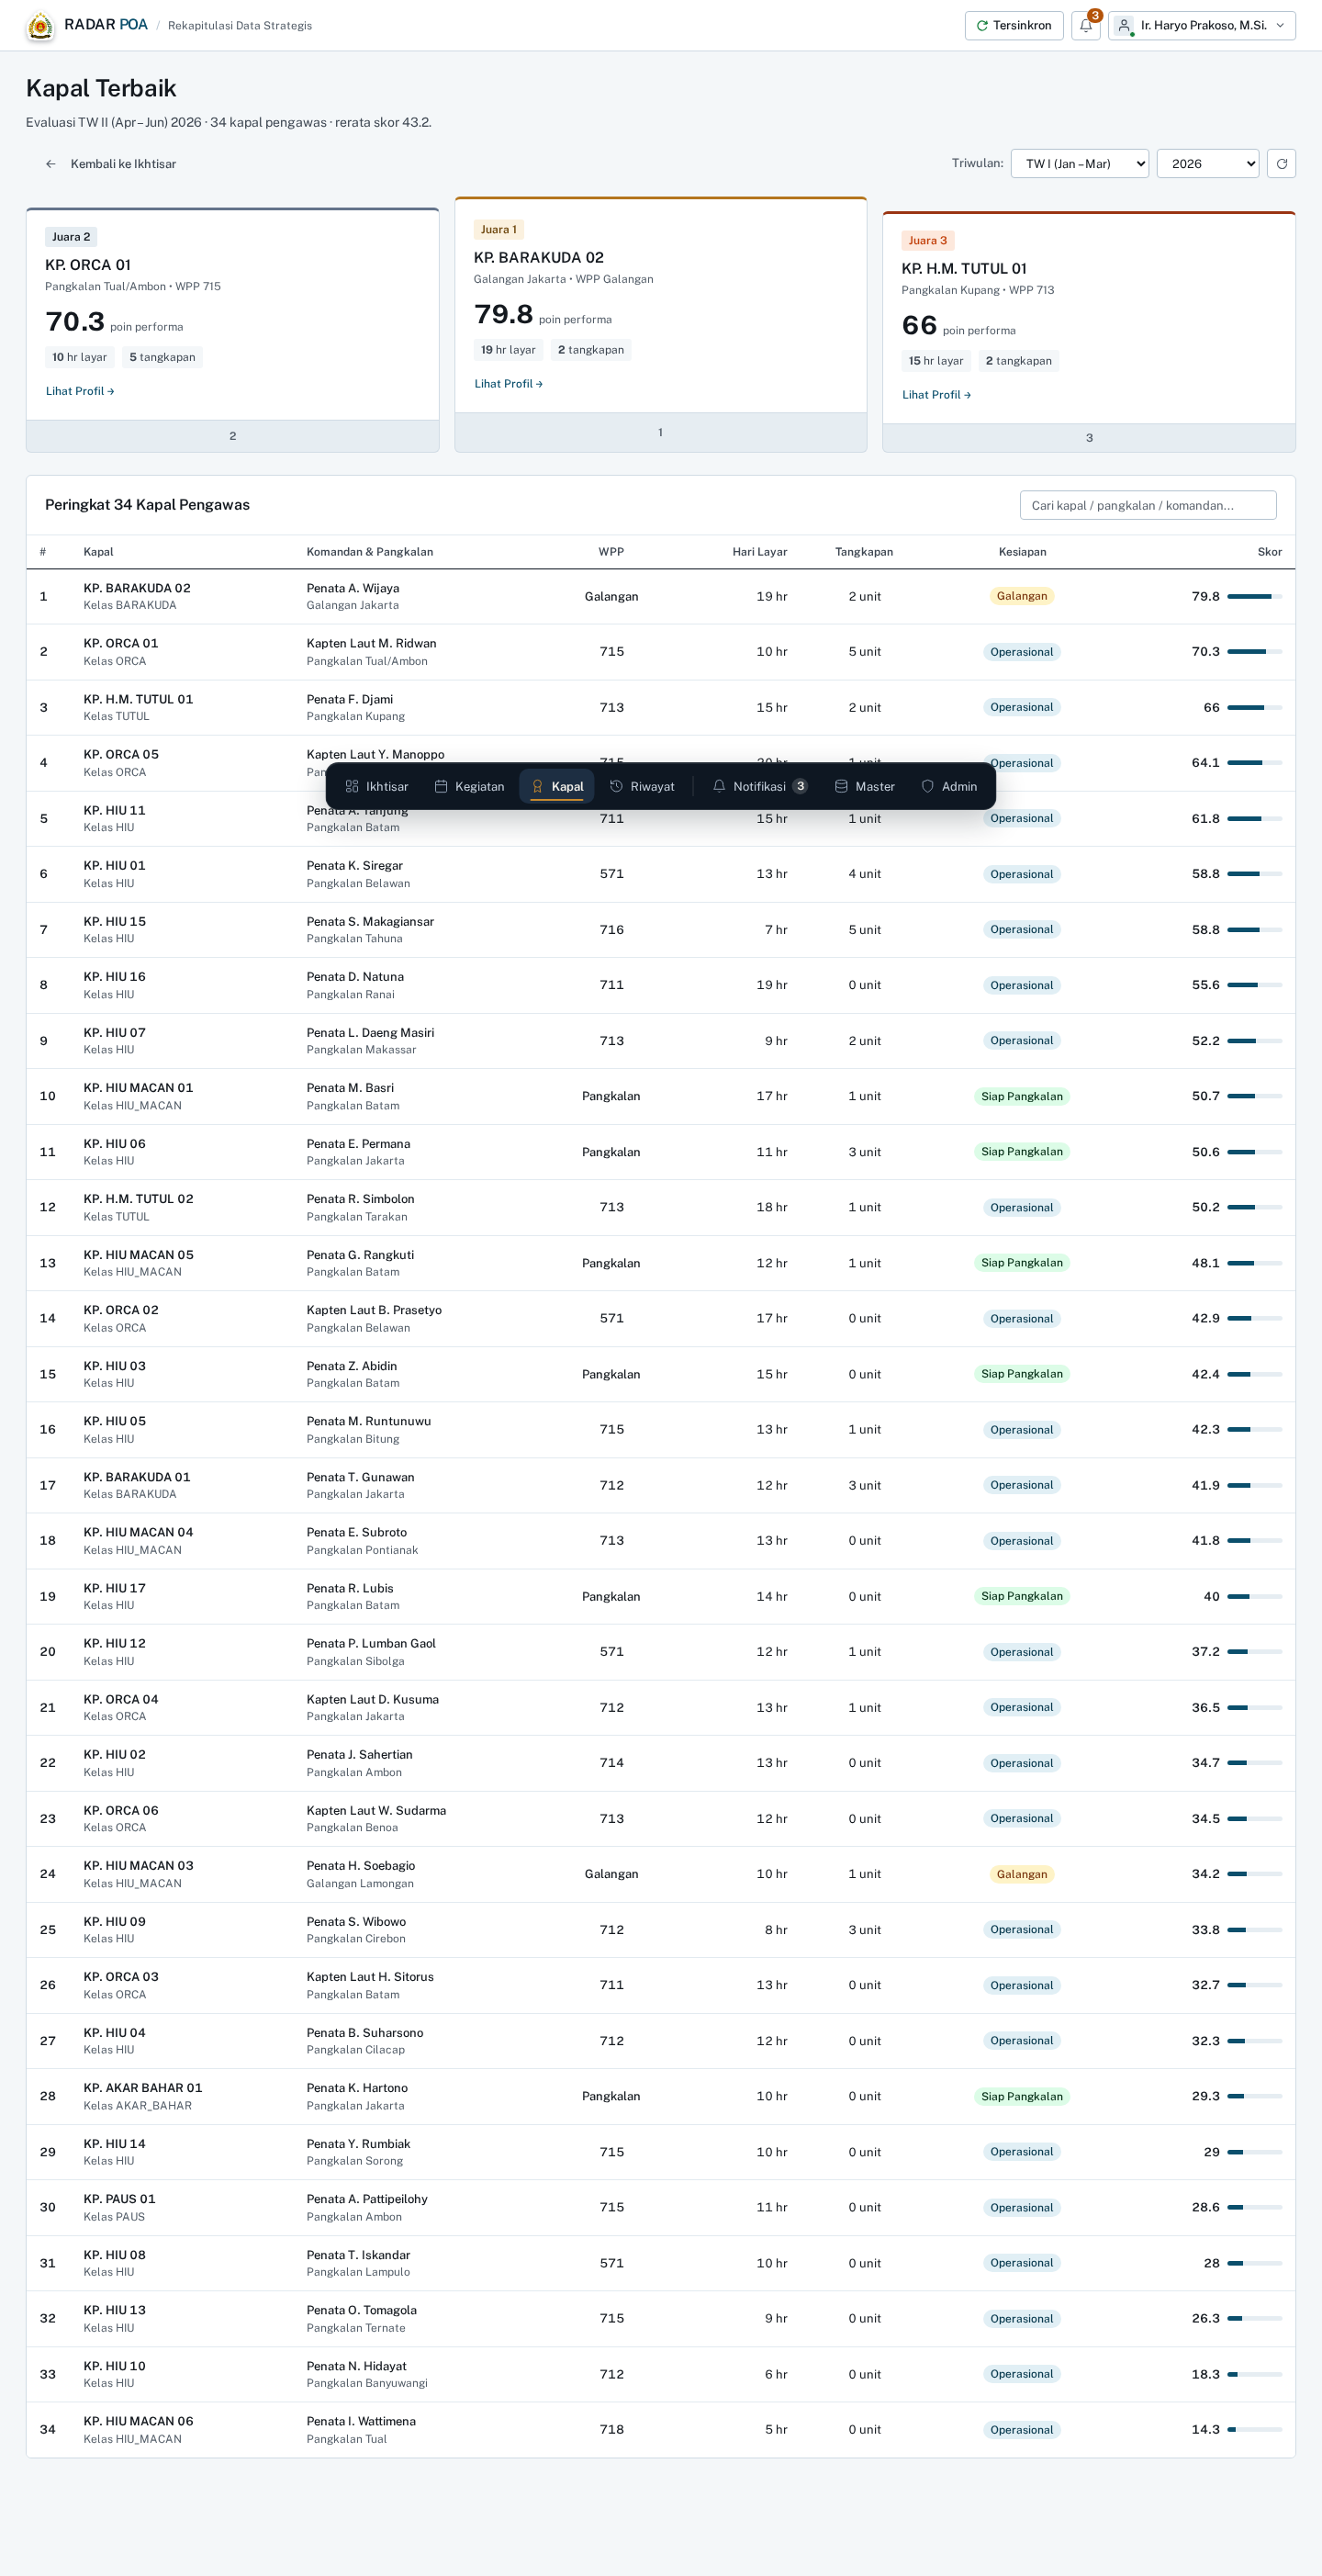 RADAR POA / Rekapitulasi Data Strategis
Tersinkron
3
Ir. Haryo Prakoso, M.Si.
Kapal Terbaik
Evaluasi TW II (Apr–Jun) 2026 · 34 kapal pengawas · rerata skor 43.2.
← Kembali ke Ikhtisar
Triwulan: TW I (Jan – Mar) 2026
Juara 2
KP. ORCA 01
Pangkalan Tual/Ambon • WPP 715
70.3 poin performa
10 hr layar 5 tangkapan
Lihat Profil →
2
Juara 1
KP. BARAKUDA 02
Galangan Jakarta • WPP Galangan
79.8 poin performa
19 hr layar 2 tangkapan
Lihat Profil →
1
Juara 3
KP. H.M. TUTUL 01
Pangkalan Kupang • WPP 713
66 poin performa
15 hr layar 2 tangkapan
Lihat Profil →
3
Peringkat 34 Kapal Pengawas
Cari kapal / pangkalan / komandan...
# Kapal Komandan & Pangkalan WPP Hari Layar Tangkapan Kesiapan Skor
1 KP. BARAKUDA 02 Penata A. Wijaya Galangan 19 hr 2 unit Galangan 79.8
Kelas BARAKUDA Galangan Jakarta
2 KP. ORCA 01 Kapten Laut M. Ridwan 715 10 hr 5 unit Operasional 70.3
Kelas ORCA Pangkalan Tual/Ambon
3 KP. H.M. TUTUL 01 Penata F. Djami 713 15 hr 2 unit Operasional 66
Kelas TUTUL Pangkalan Kupang
4 KP. ORCA 05 Kapten Laut Y. Manoppo Operasional 64.1
Kelas ORCA
Ikhtisar Kegiatan Kapal Riwayat Notifikasi 3 Master Admin
5 KP. HIU 11 Penata A. Tanjung 711 15 hr 1 unit Operasional 61.8
Kelas HIU Pangkalan Batam
6 KP. HIU 01 Penata K. Siregar 571 13 hr 4 unit Operasional 58.8
Kelas HIU Pangkalan Belawan
7 KP. HIU 15 Penata S. Makagiansar 716 7 hr 5 unit Operasional 58.8
Kelas HIU Pangkalan Tahuna
8 KP. HIU 16 Penata D. Natuna 711 19 hr 0 unit Operasional 55.6
Kelas HIU Pangkalan Ranai
9 KP. HIU 07 Penata L. Daeng Masiri 713 9 hr 2 unit Operasional 52.2
Kelas HIU Pangkalan Makassar
10 KP. HIU MACAN 01 Penata M. Basri Pangkalan 17 hr 1 unit Siap Pangkalan 50.7
Kelas HIU_MACAN Pangkalan Batam
11 KP. HIU 06 Penata E. Permana Pangkalan 11 hr 3 unit Siap Pangkalan 50.6
Kelas HIU Pangkalan Jakarta
12 KP. H.M. TUTUL 02 Penata R. Simbolon 713 18 hr 1 unit Operasional 50.2
Kelas TUTUL Pangkalan Tarakan
13 KP. HIU MACAN 05 Penata G. Rangkuti Pangkalan 12 hr 1 unit Siap Pangkalan 48.1
Kelas HIU_MACAN Pangkalan Batam
14 KP. ORCA 02 Kapten Laut B. Prasetyo 571 17 hr 0 unit Operasional 42.9
Kelas ORCA Pangkalan Belawan
15 KP. HIU 03 Penata Z. Abidin Pangkalan 15 hr 0 unit Siap Pangkalan 42.4
Kelas HIU Pangkalan Batam
16 KP. HIU 05 Penata M. Runtunuwu 715 13 hr 1 unit Operasional 42.3
Kelas HIU Pangkalan Bitung
17 KP. BARAKUDA 01 Penata T. Gunawan 712 12 hr 3 unit Operasional 41.9
Kelas BARAKUDA Pangkalan Jakarta
18 KP. HIU MACAN 04 Penata E. Subroto 713 13 hr 0 unit Operasional 41.8
Kelas HIU_MACAN Pangkalan Pontianak
19 KP. HIU 17 Penata R. Lubis Pangkalan 14 hr 0 unit Siap Pangkalan 40
Kelas HIU Pangkalan Batam
20 KP. HIU 12 Penata P. Lumban Gaol 571 12 hr 1 unit Operasional 37.2
Kelas HIU Pangkalan Sibolga
21 KP. ORCA 04 Kapten Laut D. Kusuma 712 13 hr 1 unit Operasional 36.5
Kelas ORCA Pangkalan Jakarta
22 KP. HIU 02 Penata J. Sahertian 714 13 hr 0 unit Operasional 34.7
Kelas HIU Pangkalan Ambon
23 KP. ORCA 06 Kapten Laut W. Sudarma 713 12 hr 0 unit Operasional 34.5
Kelas ORCA Pangkalan Benoa
24 KP. HIU MACAN 03 Penata H. Soebagio Galangan 10 hr 1 unit Galangan 34.2
Kelas HIU_MACAN Galangan Lamongan
25 KP. HIU 09 Penata S. Wibowo 712 8 hr 3 unit Operasional 33.8
Kelas HIU Pangkalan Cirebon
26 KP. ORCA 03 Kapten Laut H. Sitorus 711 13 hr 0 unit Operasional 32.7
Kelas ORCA Pangkalan Batam
27 KP. HIU 04 Penata B. Suharsono 712 12 hr 0 unit Operasional 32.3
Kelas HIU Pangkalan Cilacap
28 KP. AKAR BAHAR 01 Penata K. Hartono Pangkalan 10 hr 0 unit Siap Pangkalan 29.3
Kelas AKAR_BAHAR Pangkalan Jakarta
29 KP. HIU 14 Penata Y. Rumbiak 715 10 hr 0 unit Operasional 29
Kelas HIU Pangkalan Sorong
30 KP. PAUS 01 Penata A. Pattipeilohy 715 11 hr 0 unit Operasional 28.6
Kelas PAUS Pangkalan Ambon
31 KP. HIU 08 Penata T. Iskandar 571 10 hr 0 unit Operasional 28
Kelas HIU Pangkalan Lampulo
32 KP. HIU 13 Penata O. Tomagola 715 9 hr 0 unit Operasional 26.3
Kelas HIU Pangkalan Ternate
33 KP. HIU 10 Penata N. Hidayat 712 6 hr 0 unit Operasional 18.3
Kelas HIU Pangkalan Banyuwangi
34 KP. HIU MACAN 06 Penata I. Wattimena 718 5 hr 0 unit Operasional 14.3
Kelas HIU_MACAN Pangkalan Tual